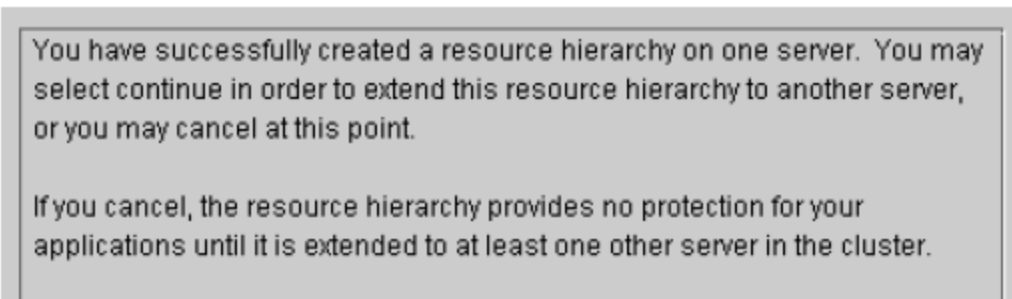 You have successfully created a resource hierarchy on one server.  You may
select continue in order to extend this resource hierarchy to another server,
or you may cancel at this point.
If you cancel, the resource hierarchy provides no protection for your
applications until it is extended to at least one other server in the cluster.